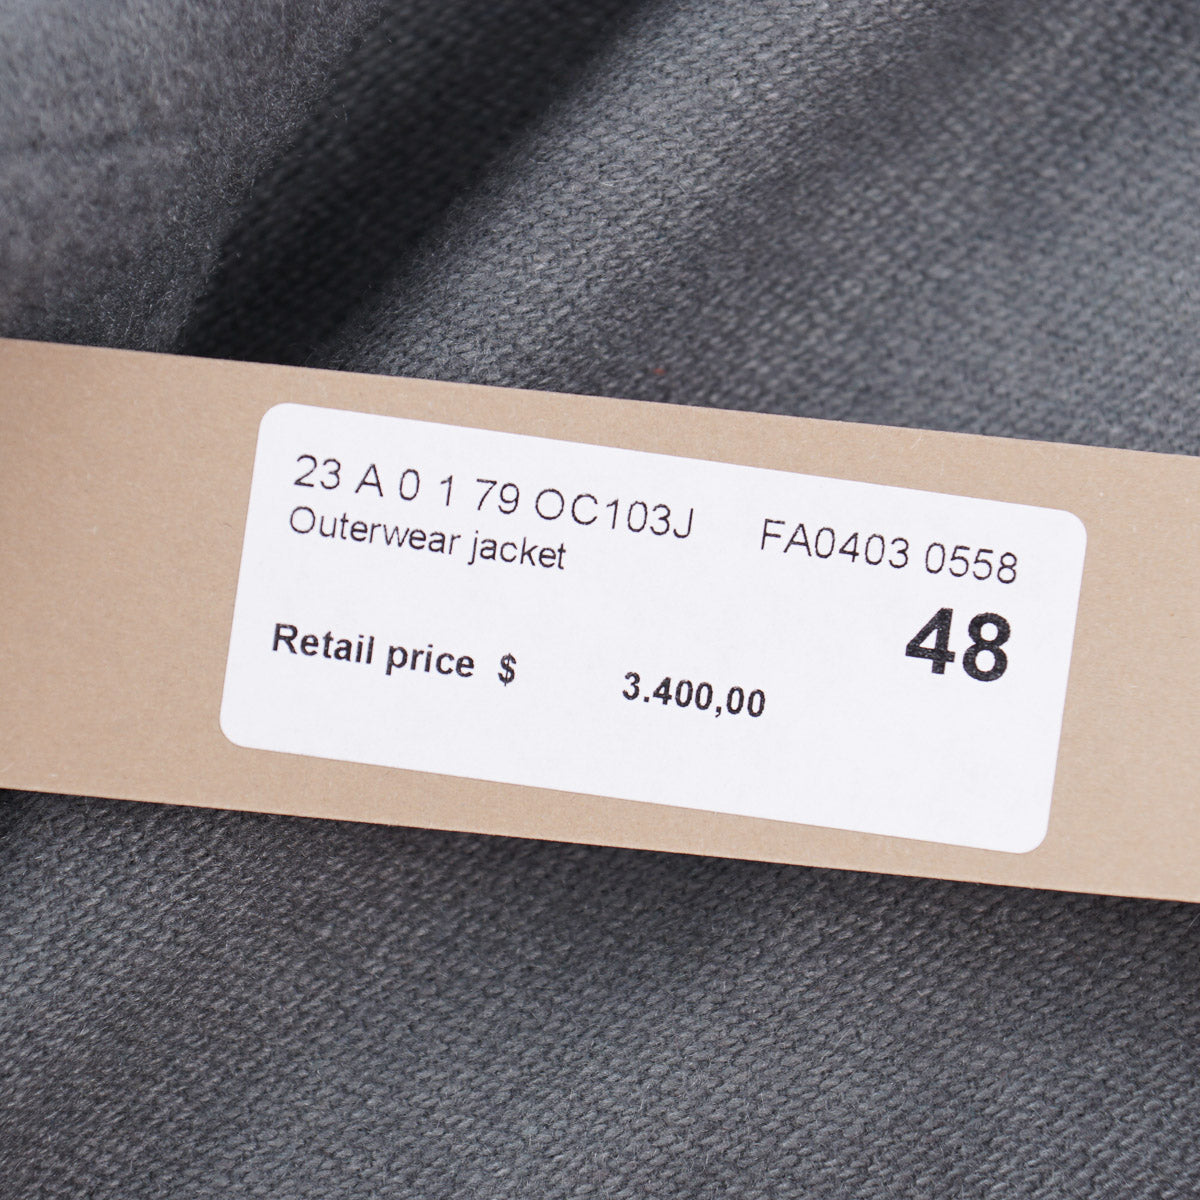 23 A 0 1 79 OC103J FA0403 0558
Outerwear jacket
48
Retail price $ 3.400,00